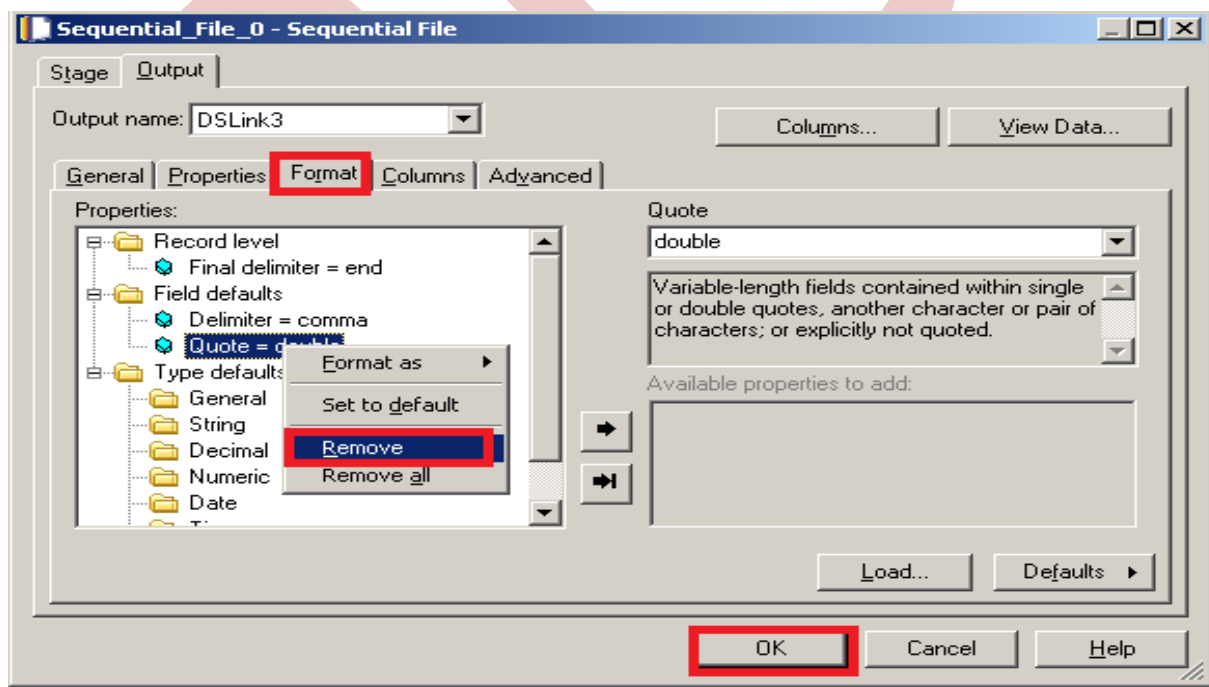 Sequential_File_0 - Sequential File
Stage Output
Output name: DSLink3
Columns... View Data...
General Properties Format Columns Advanced
Properties:
Record level
Final delimiter = end
Field defaults
Delimiter = comma
Quote = double
Type defaults
General
String
Decimal
Numeric
Date
Format as
Set to default
Remove
Remove all
Quote
double
Variable-length fields contained within single
or double quotes, another character or pair of
characters; or explicitly not quoted.
Available properties to add:
Load... Defaults
OK Cancel Help